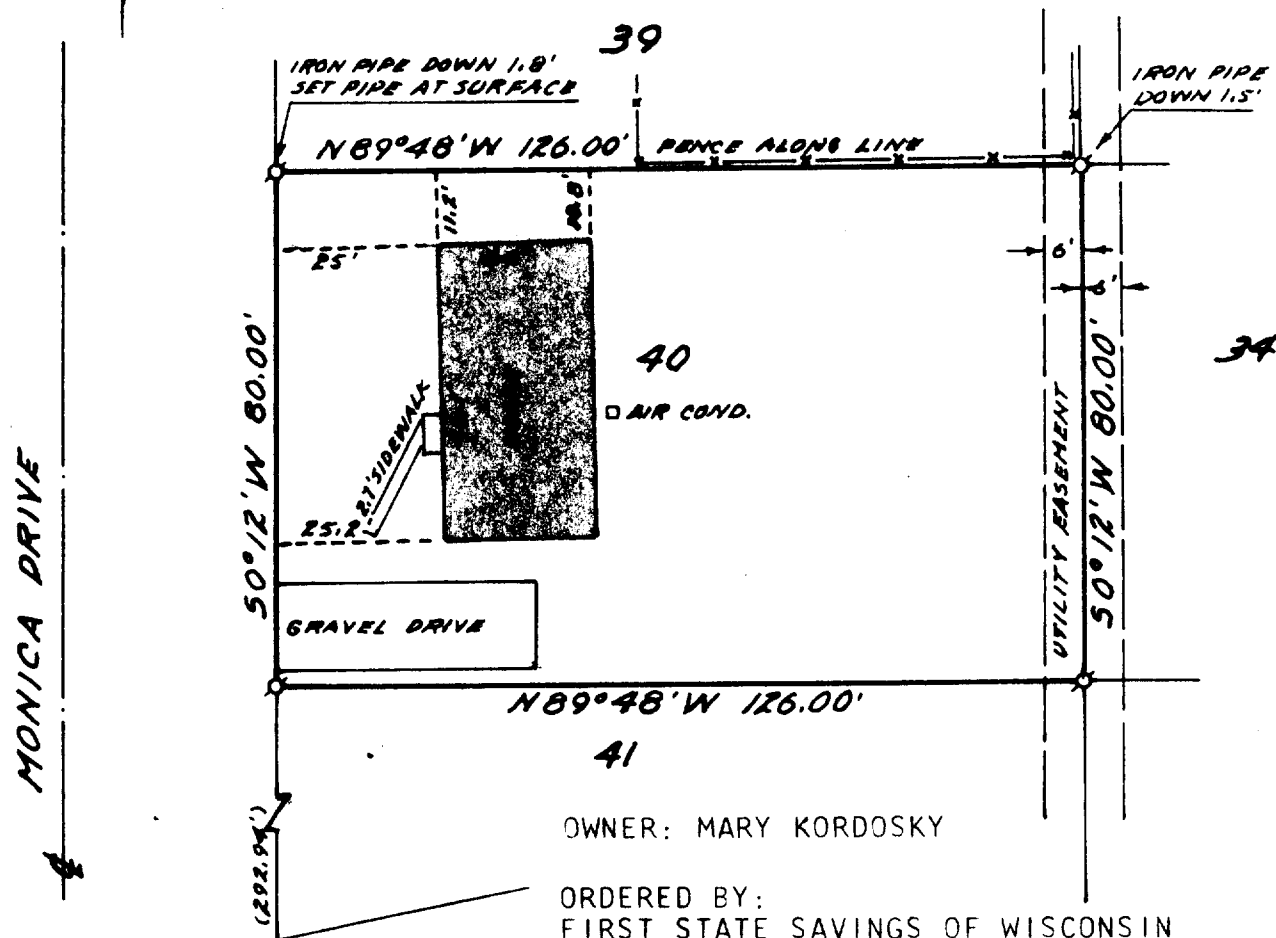 39
IRON PIPE DOWN 1.8'
SET PIPE AT SURFACE
IRON PIPE
DOWN 1.5'
N89°48'W 126.00'
FENCE ALONG LINE
11.2'
10.8'
25'
6'
6'
40
34
AIR COND.
2.7' SIDEWALK
25.2
S0°12'W 80.00'
UTILITY EASEMENT
S0°12'W 80.00'
MONICA DRIVE
GRAVEL DRIVE
N89°48'W 126.00'
41
OWNER: MARY KORDOSKY
ORDERED BY:
FIRST STATE SAVINGS OF WISCONSIN